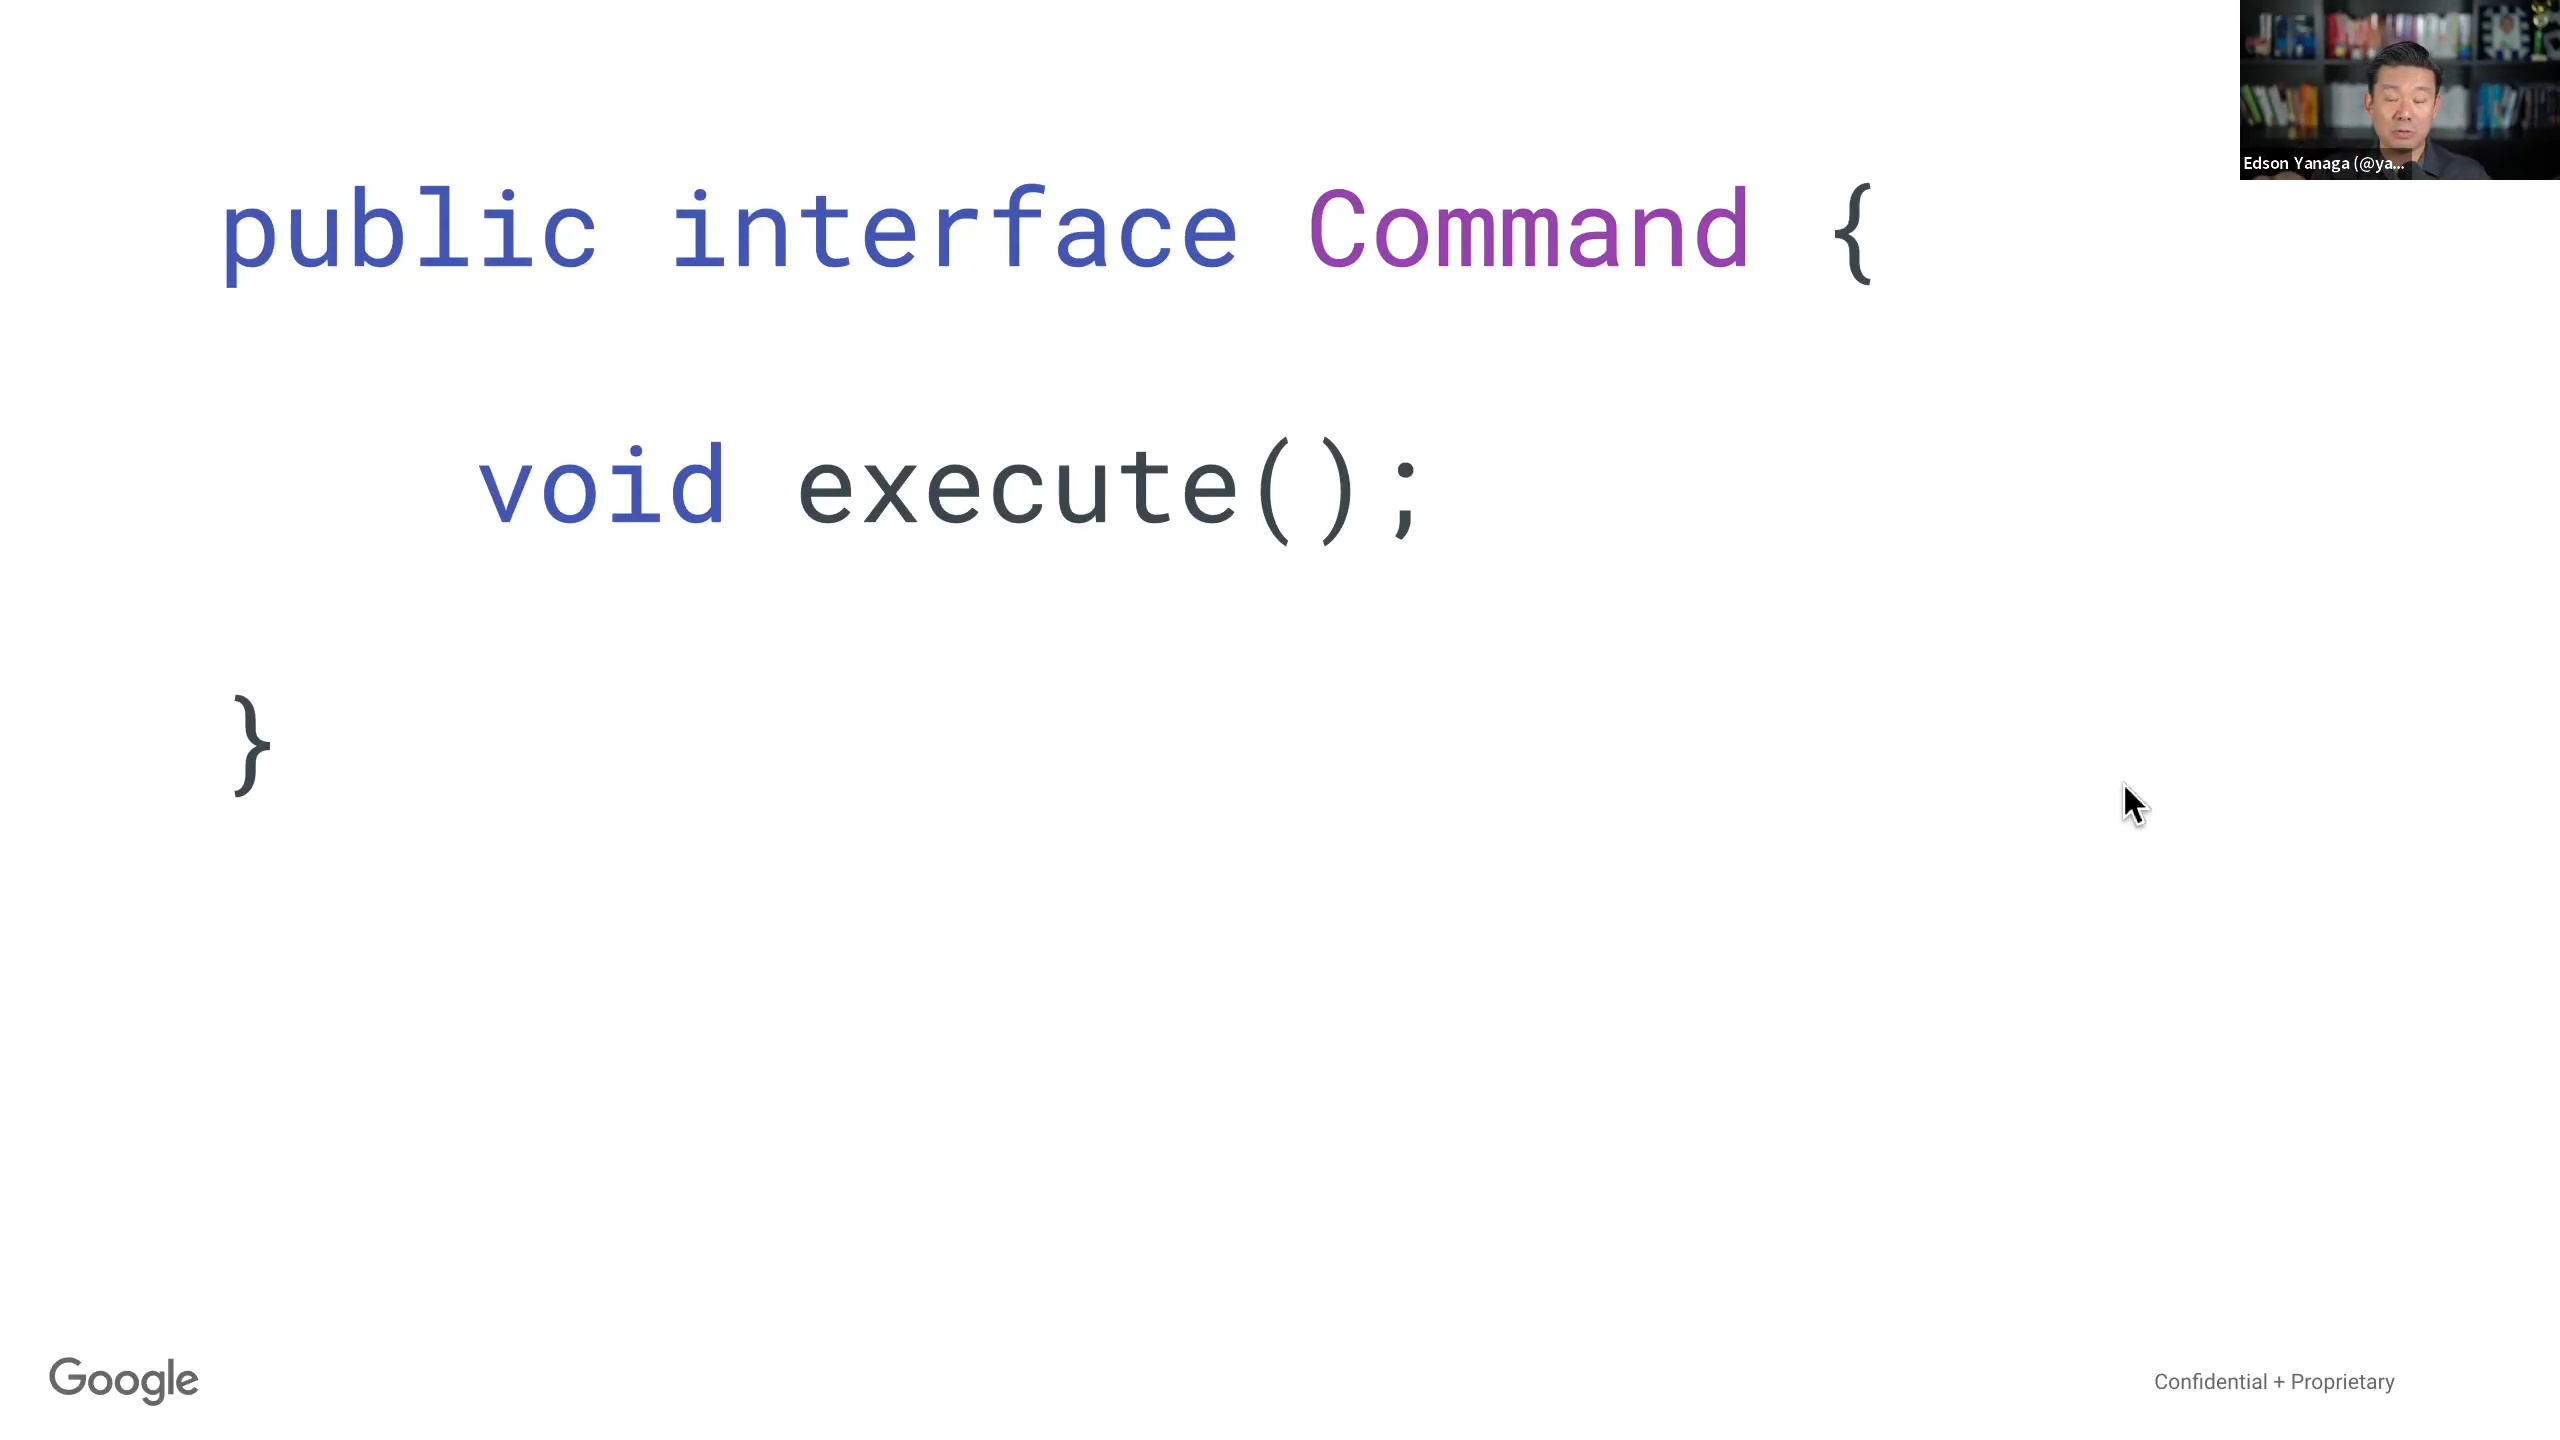 public interface Command {
void execute();
}
Edson Yanaga (@ya...
Google
Confidential + Proprietary